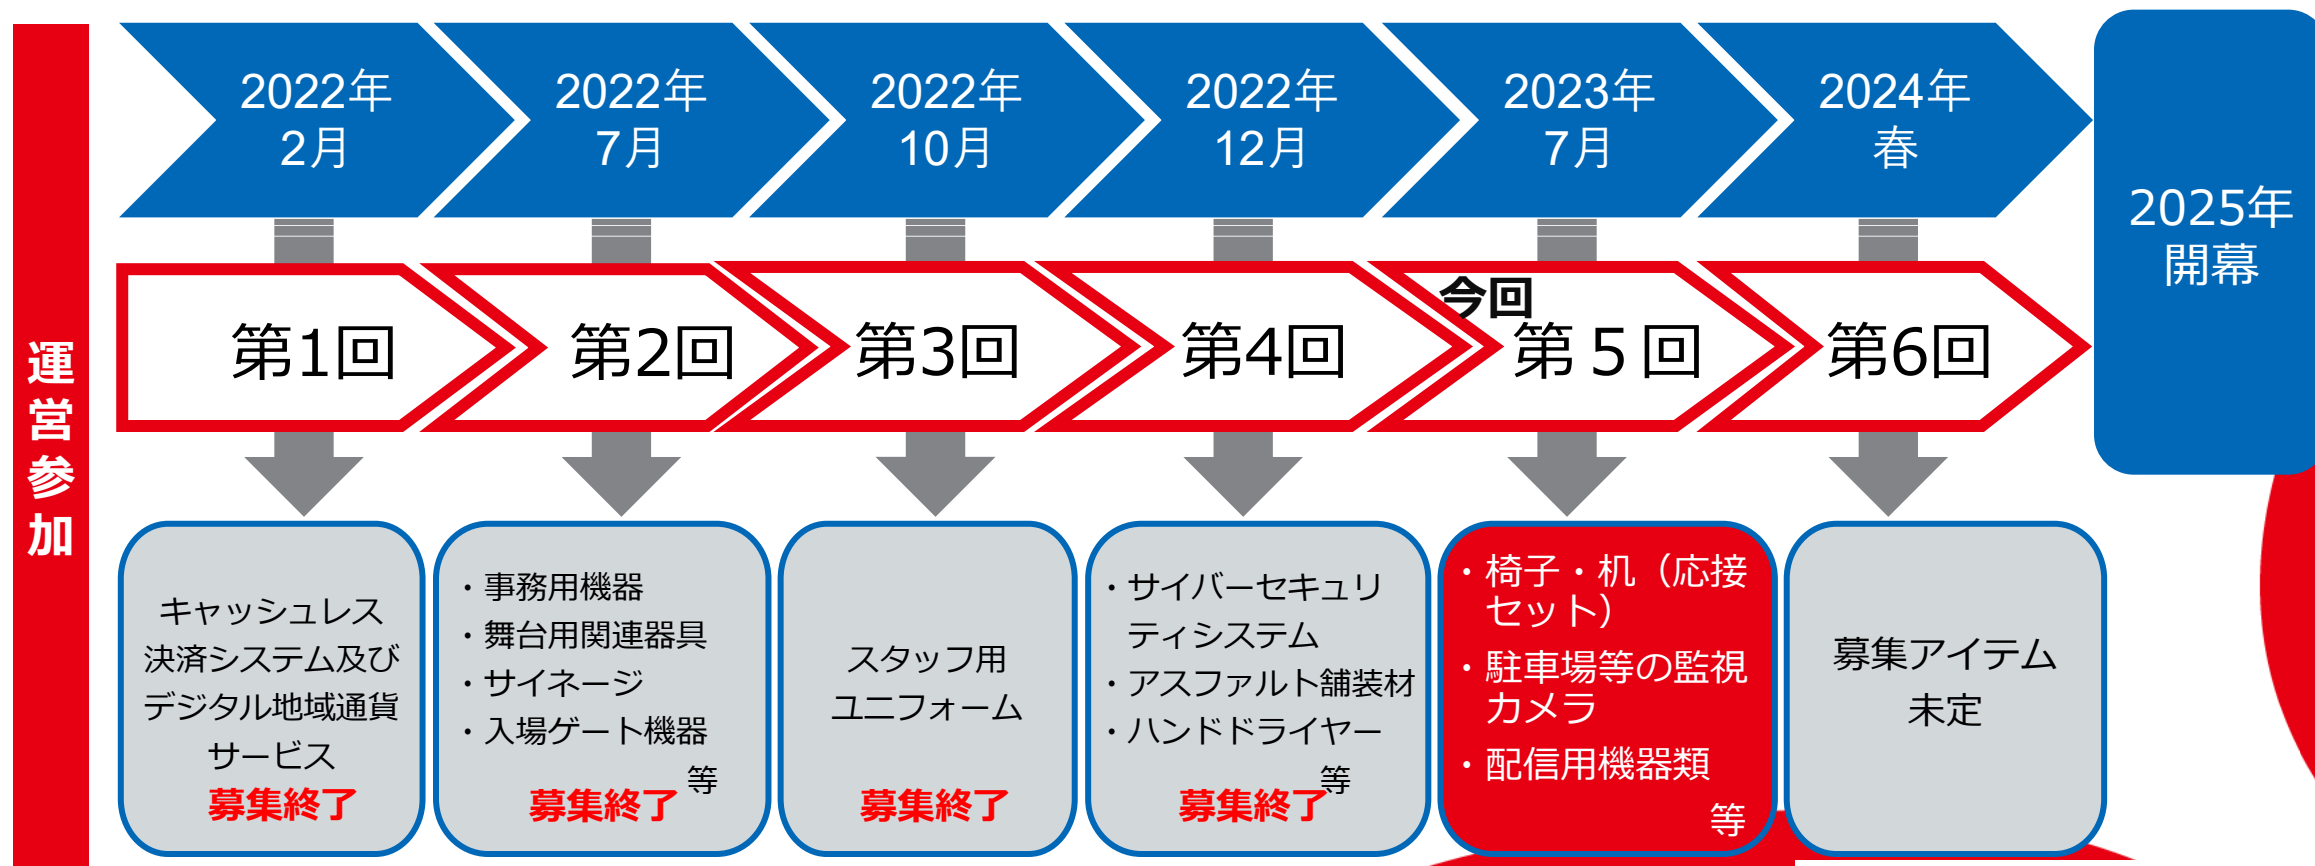 運営参加
2022年
2月
2022年
7月
2022年
10月
2022年
12月
2023年
7月
2024年
春
2025年
開幕
第1回
第2回
第3回
第4回
今回
第５回
第6回
キャッシュレス
決済システム及び
デジタル地域通貨
サービス
募集終了
・事務用機器
・舞台用関連器具
・サイネージ
・入場ゲート機器
等
募集終了
スタッフ用
ユニフォーム
募集終了
・サイバーセキュリ
ティシステム
・アスファルト舗装材
・ハンドドライヤー
等
募集終了
・椅子・机（応接
セット）
・駐車場等の監視
カメラ
・配信用機器類
等
募集アイテム
未定